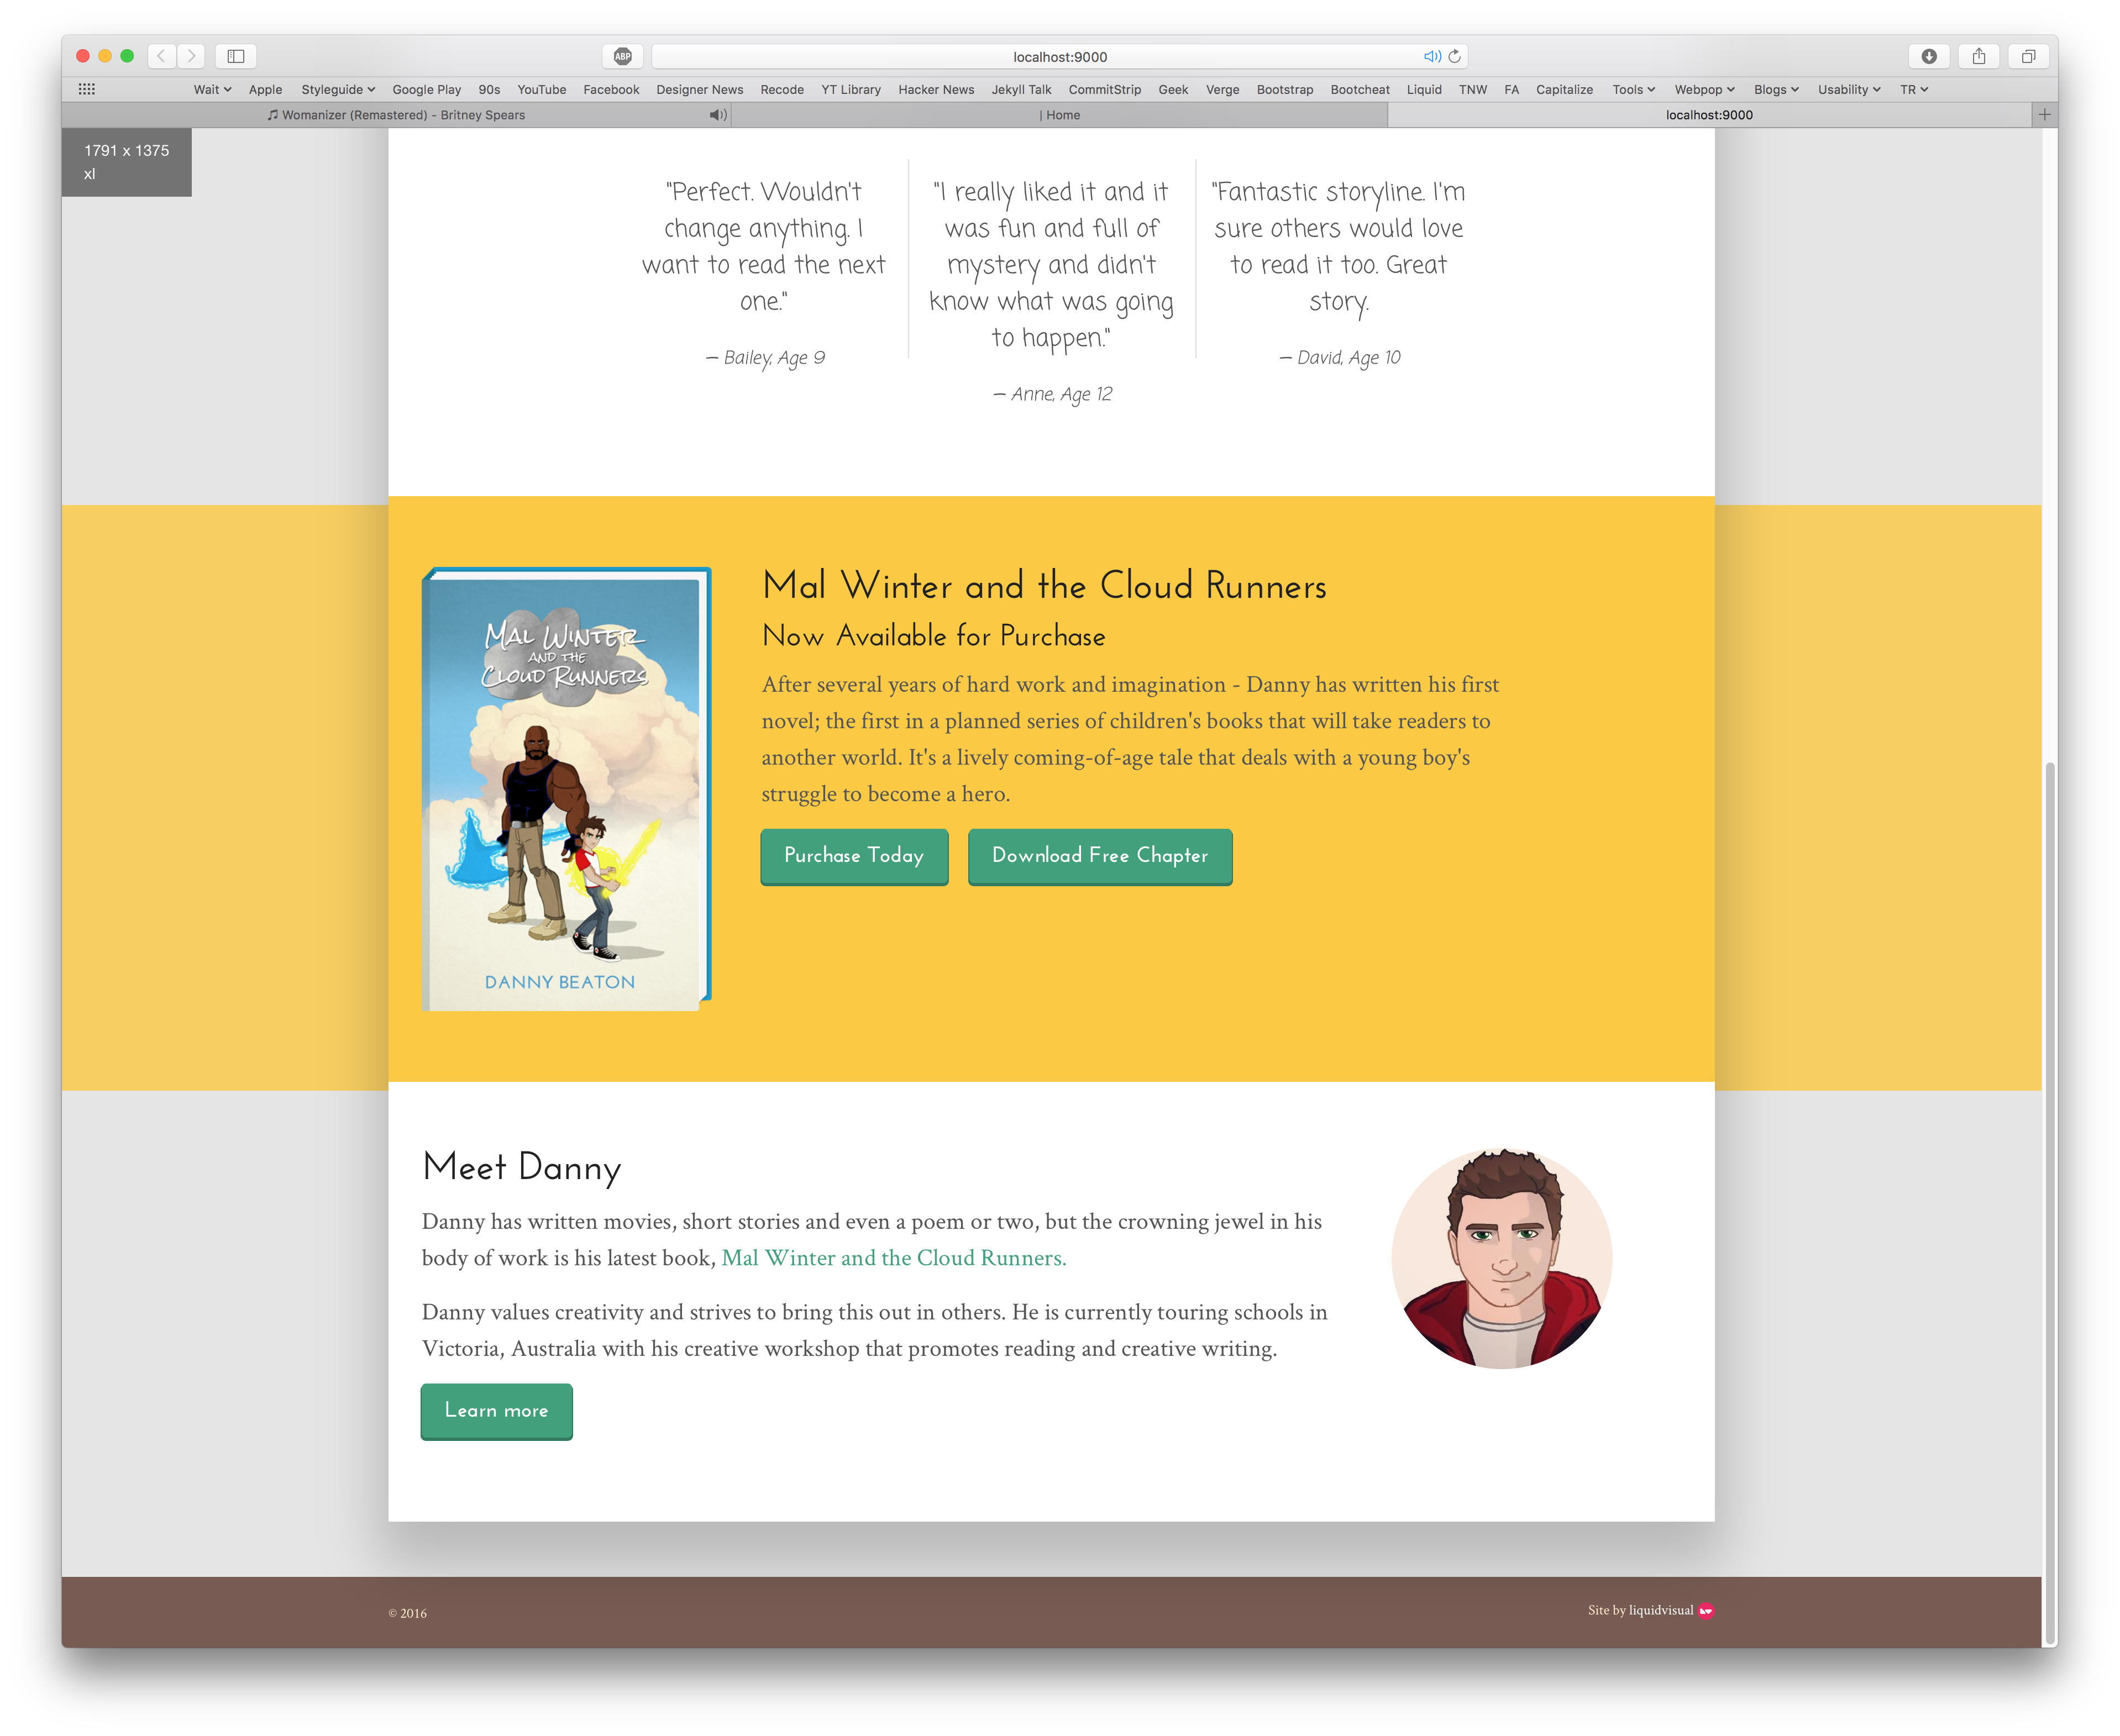 ABP
localhost:9000
Wait Apple Styleguide Google Play 90s YouTube Facebook Designer News Recode YT Library Hacker News Jekyll Talk CommitStrip Geek Verge Bootstrap Bootcheat Liquid TNW FA Capitalize Tools Webpop Blogs Usability TR
Womanizer (Remastered) - Britney Spears
| Home
localhost:9000
1791 x 1375
xl
"Perfect. Wouldn't
change anything. I
want to read the next
one."
– Bailey, Age 9
"I really liked it and it
was fun and full of
mystery and didn't
know what was going
to happen."
– Anne, Age 12
"Fantastic storyline. I'm
sure others would love
to read it too. Great
story.
– David, Age 10
MAL WINTER
AND THE
CLOUD RUNNERS
DANNY BEATON
Mal Winter and the Cloud Runners
Now Available for Purchase
After several years of hard work and imagination - Danny has written his first
novel; the first in a planned series of children's books that will take readers to
another world. It's a lively coming-of-age tale that deals with a young boy's
struggle to become a hero.
Purchase Today
Download Free Chapter
Meet Danny
Danny has written movies, short stories and even a poem or two, but the crowning jewel in his
body of work is his latest book, Mal Winter and the Cloud Runners.
Danny values creativity and strives to bring this out in others. He is currently touring schools in
Victoria, Australia with his creative workshop that promotes reading and creative writing.
Learn more
© 2016
Site by liquidvisual